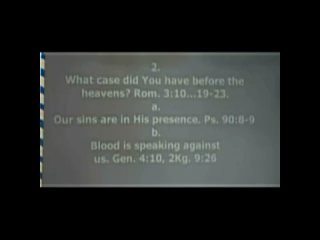 2.
What case did You have before the
heavens? Rom. 3:10...19-23.
a.
Our sins are in His presence. Ps. 90:8-9
b.
Blood is speaking against
us. Gen. 4:10, 2Kg. 9:26